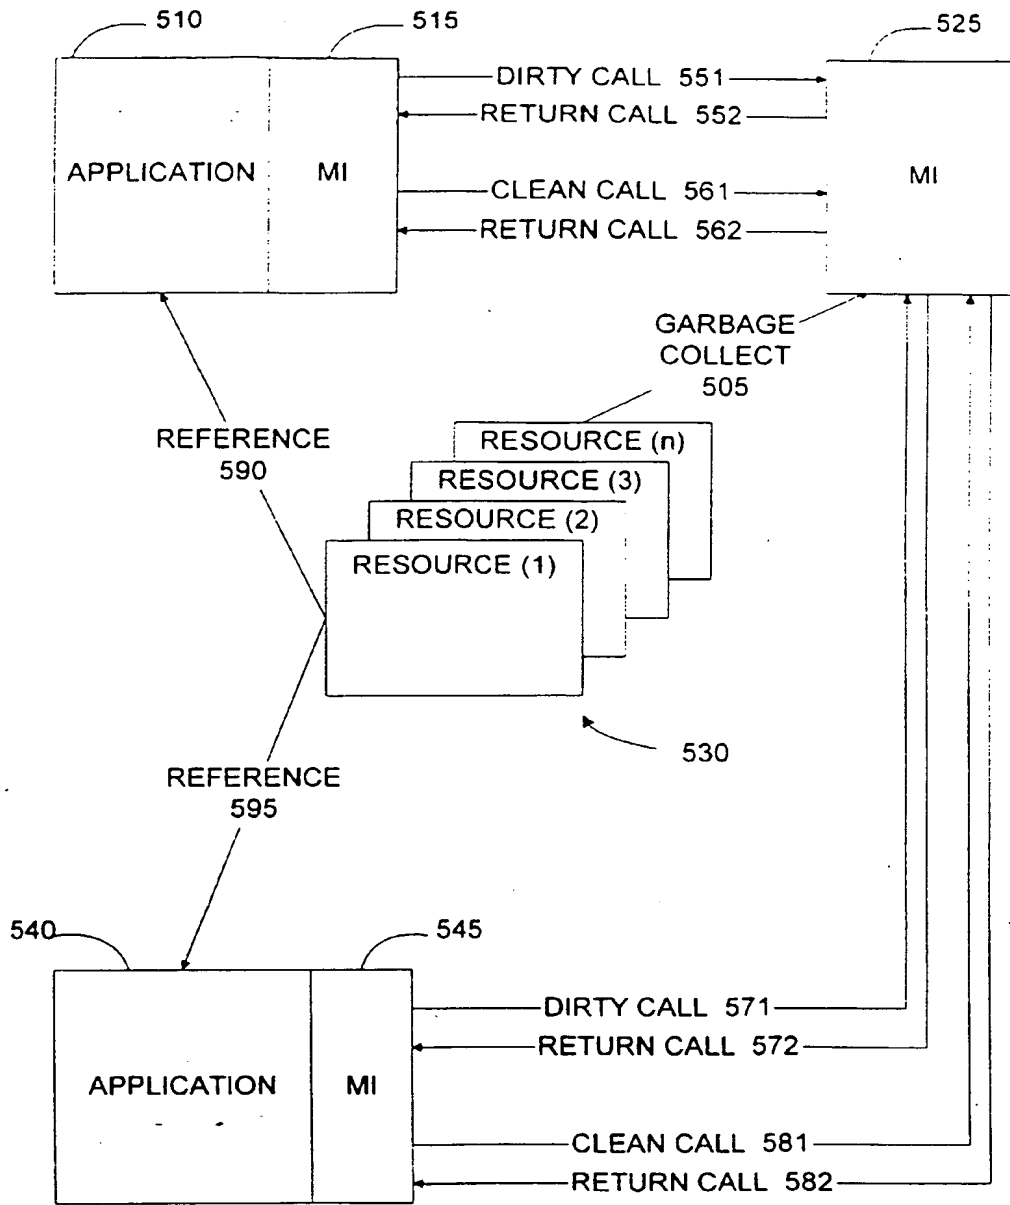 510
515
525
DIRTY CALL 551
RETURN CALL 552
APPLICATION
MI
MI
CLEAN CALL 561
RETURN CALL 562
GARBAGE
COLLECT
505
REFERENCE
590
RESOURCE (n)
RESOURCE (3)
RESOURCE (2)
RESOURCE (1)
530
REFERENCE
595
540
545
DIRTY CALL 571
RETURN CALL 572
APPLICATION
MI
CLEAN CALL 581
RETURN CALL 582